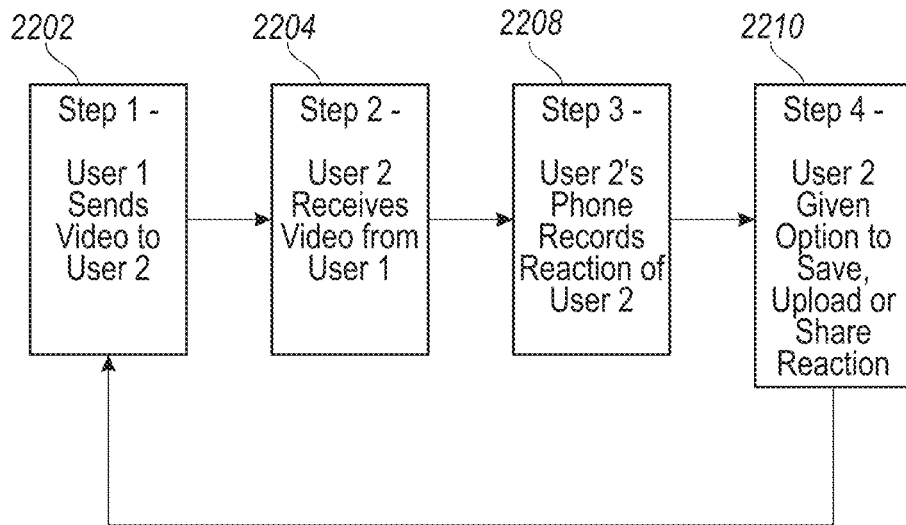 2202
2204
2208
2210
Step 1 -
User 1
Sends
Video to
User 2
Step 2 -
User 2
Receives
Video from
User 1
Step 3 -
User 2's
Phone
Records
Reaction of
User 2
Step 4 -
User 2
Given
Option to
Save,
Upload or
Share
Reaction